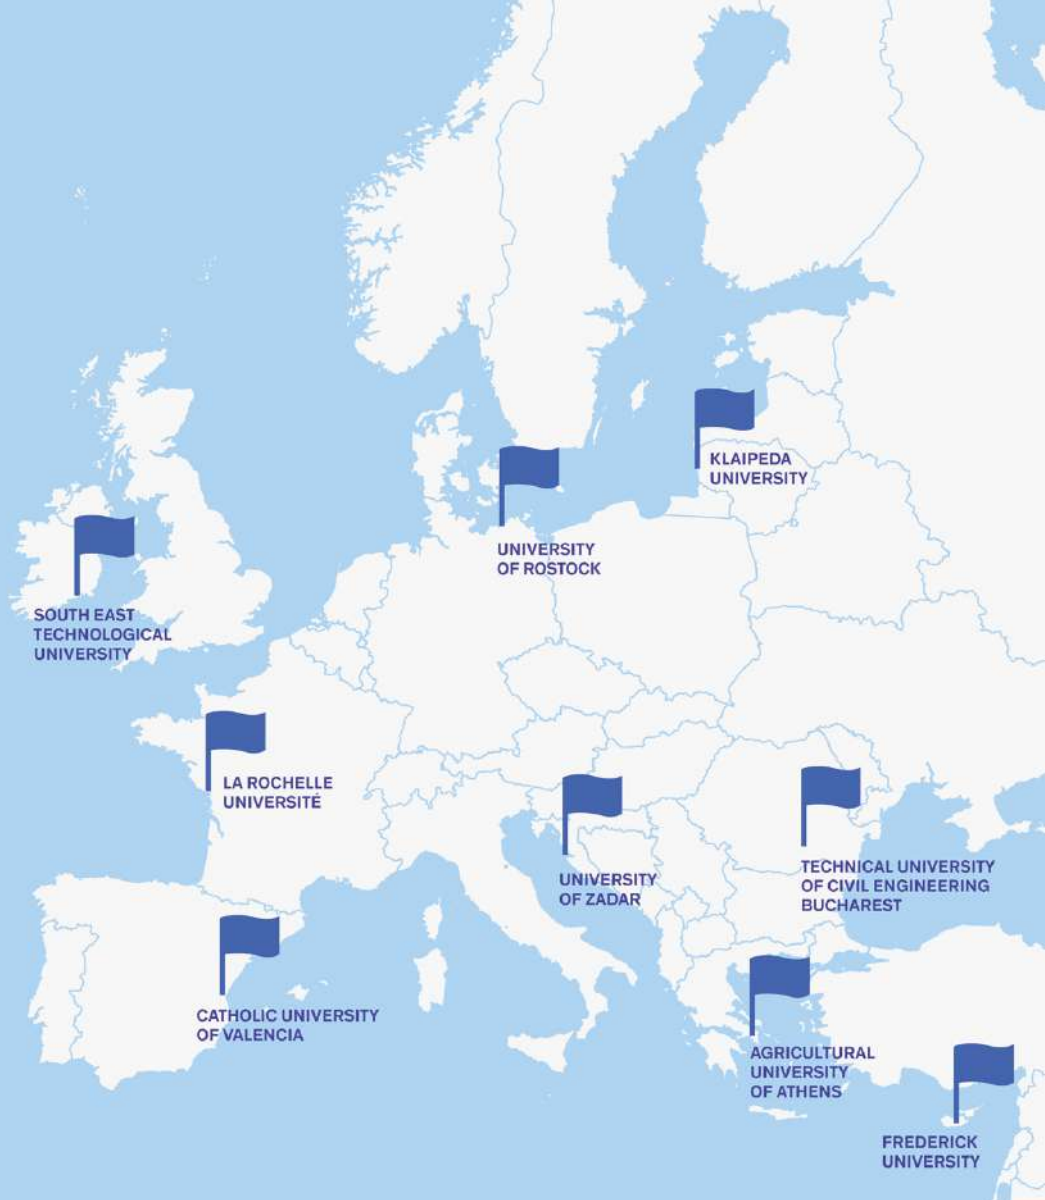 KLAIPEDA
UNIVERSITY
UNIVERSITY
OF ROSTOCK
SOUTH EAST
TECHNOLOGICAL
UNIVERSITY
LA ROCHELLE
UNIVERSITÉ
UNIVERSITY
OF ZADAR
TECHNICAL UNIVERSITY
OF CIVIL ENGINEERING
BUCHAREST
CATHOLIC UNIVERSITY
OF VALENCIA
AGRICULTURAL
UNIVERSITY
OF ATHENS
FREDERICK
UNIVERSITY